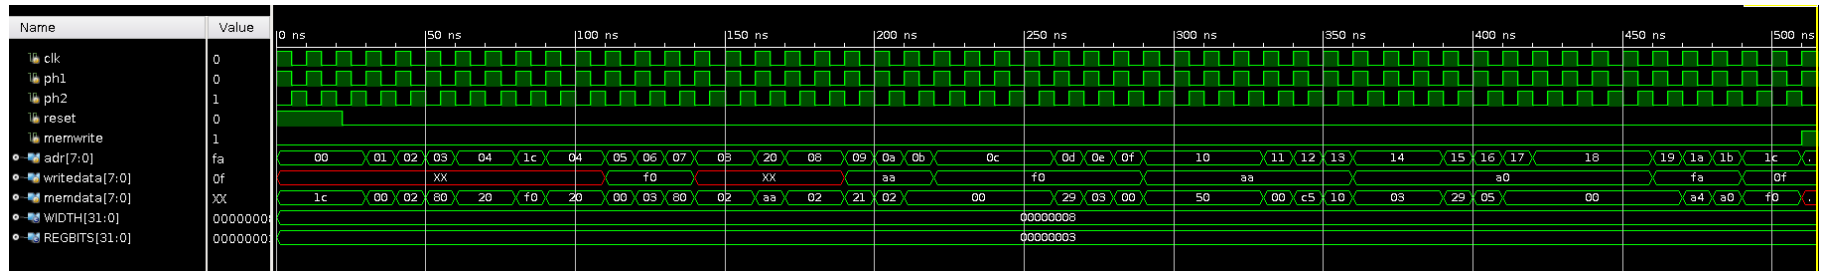 Name Value
0 ns 50 ns 100 ns 150 ns 200 ns 250 ns 300 ns 350 ns 400 ns 450 ns 500 ns
clk 0
ph1 0
ph2 1
reset 0
memwrite 1
adr[7:0] fa 00 01 02 03 04 1c 04 05 06 07 08 20 08 09 0a 0b 0c 0d 0e 0f 10 11 12 13 14 15 16 17 18 19 1a 1b 1c .
writedata[7:0] 0f XX f0 XX aa f0 aa a0 fa 0f
memdata[7:0] XX 1c 00 02 80 20 f0 20 00 03 80 02 aa 02 21 02 00 29 03 00 50 00 c5 10 03 29 05 00 a4 a0 f0 .
WIDTH[31:0] 00000008
REGBITS[31:0] 00000003